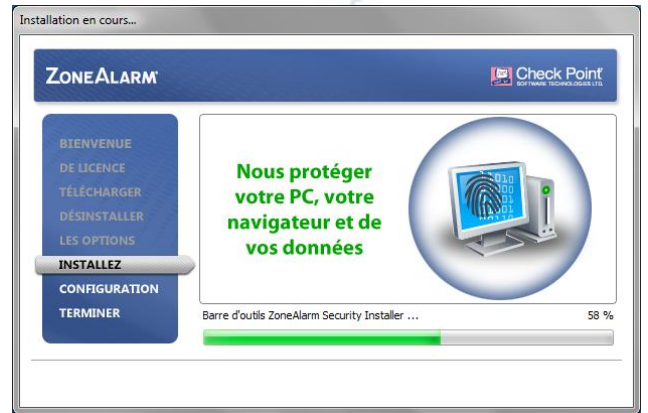 Installation en cours...
ZONEALARM
Check Point
SOFTWARE TECHNOLOGIES LTD.
BIENVENUE
DE LICENCE
TÉLÉCHARGER
DÉSINSTALLER
LES OPTIONS
INSTALLEZ
CONFIGURATION
TERMINER
Nous protéger
votre PC, votre
navigateur et de
vos données
Barre d'outils ZoneAlarm Security Installer ... 58 %